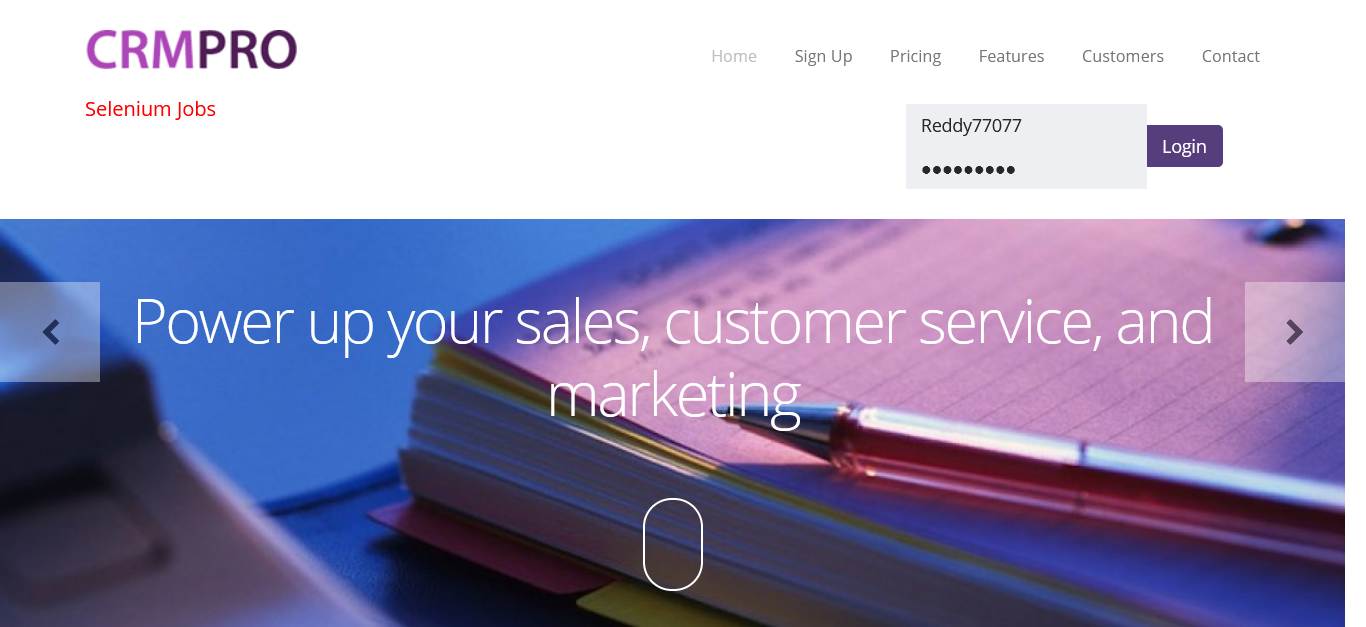 CRMPRO
Home Sign Up Pricing Features Customers Contact
Selenium Jobs
Reddy77077
•••••••••
Login
Power up your sales, customer service, and
marketing